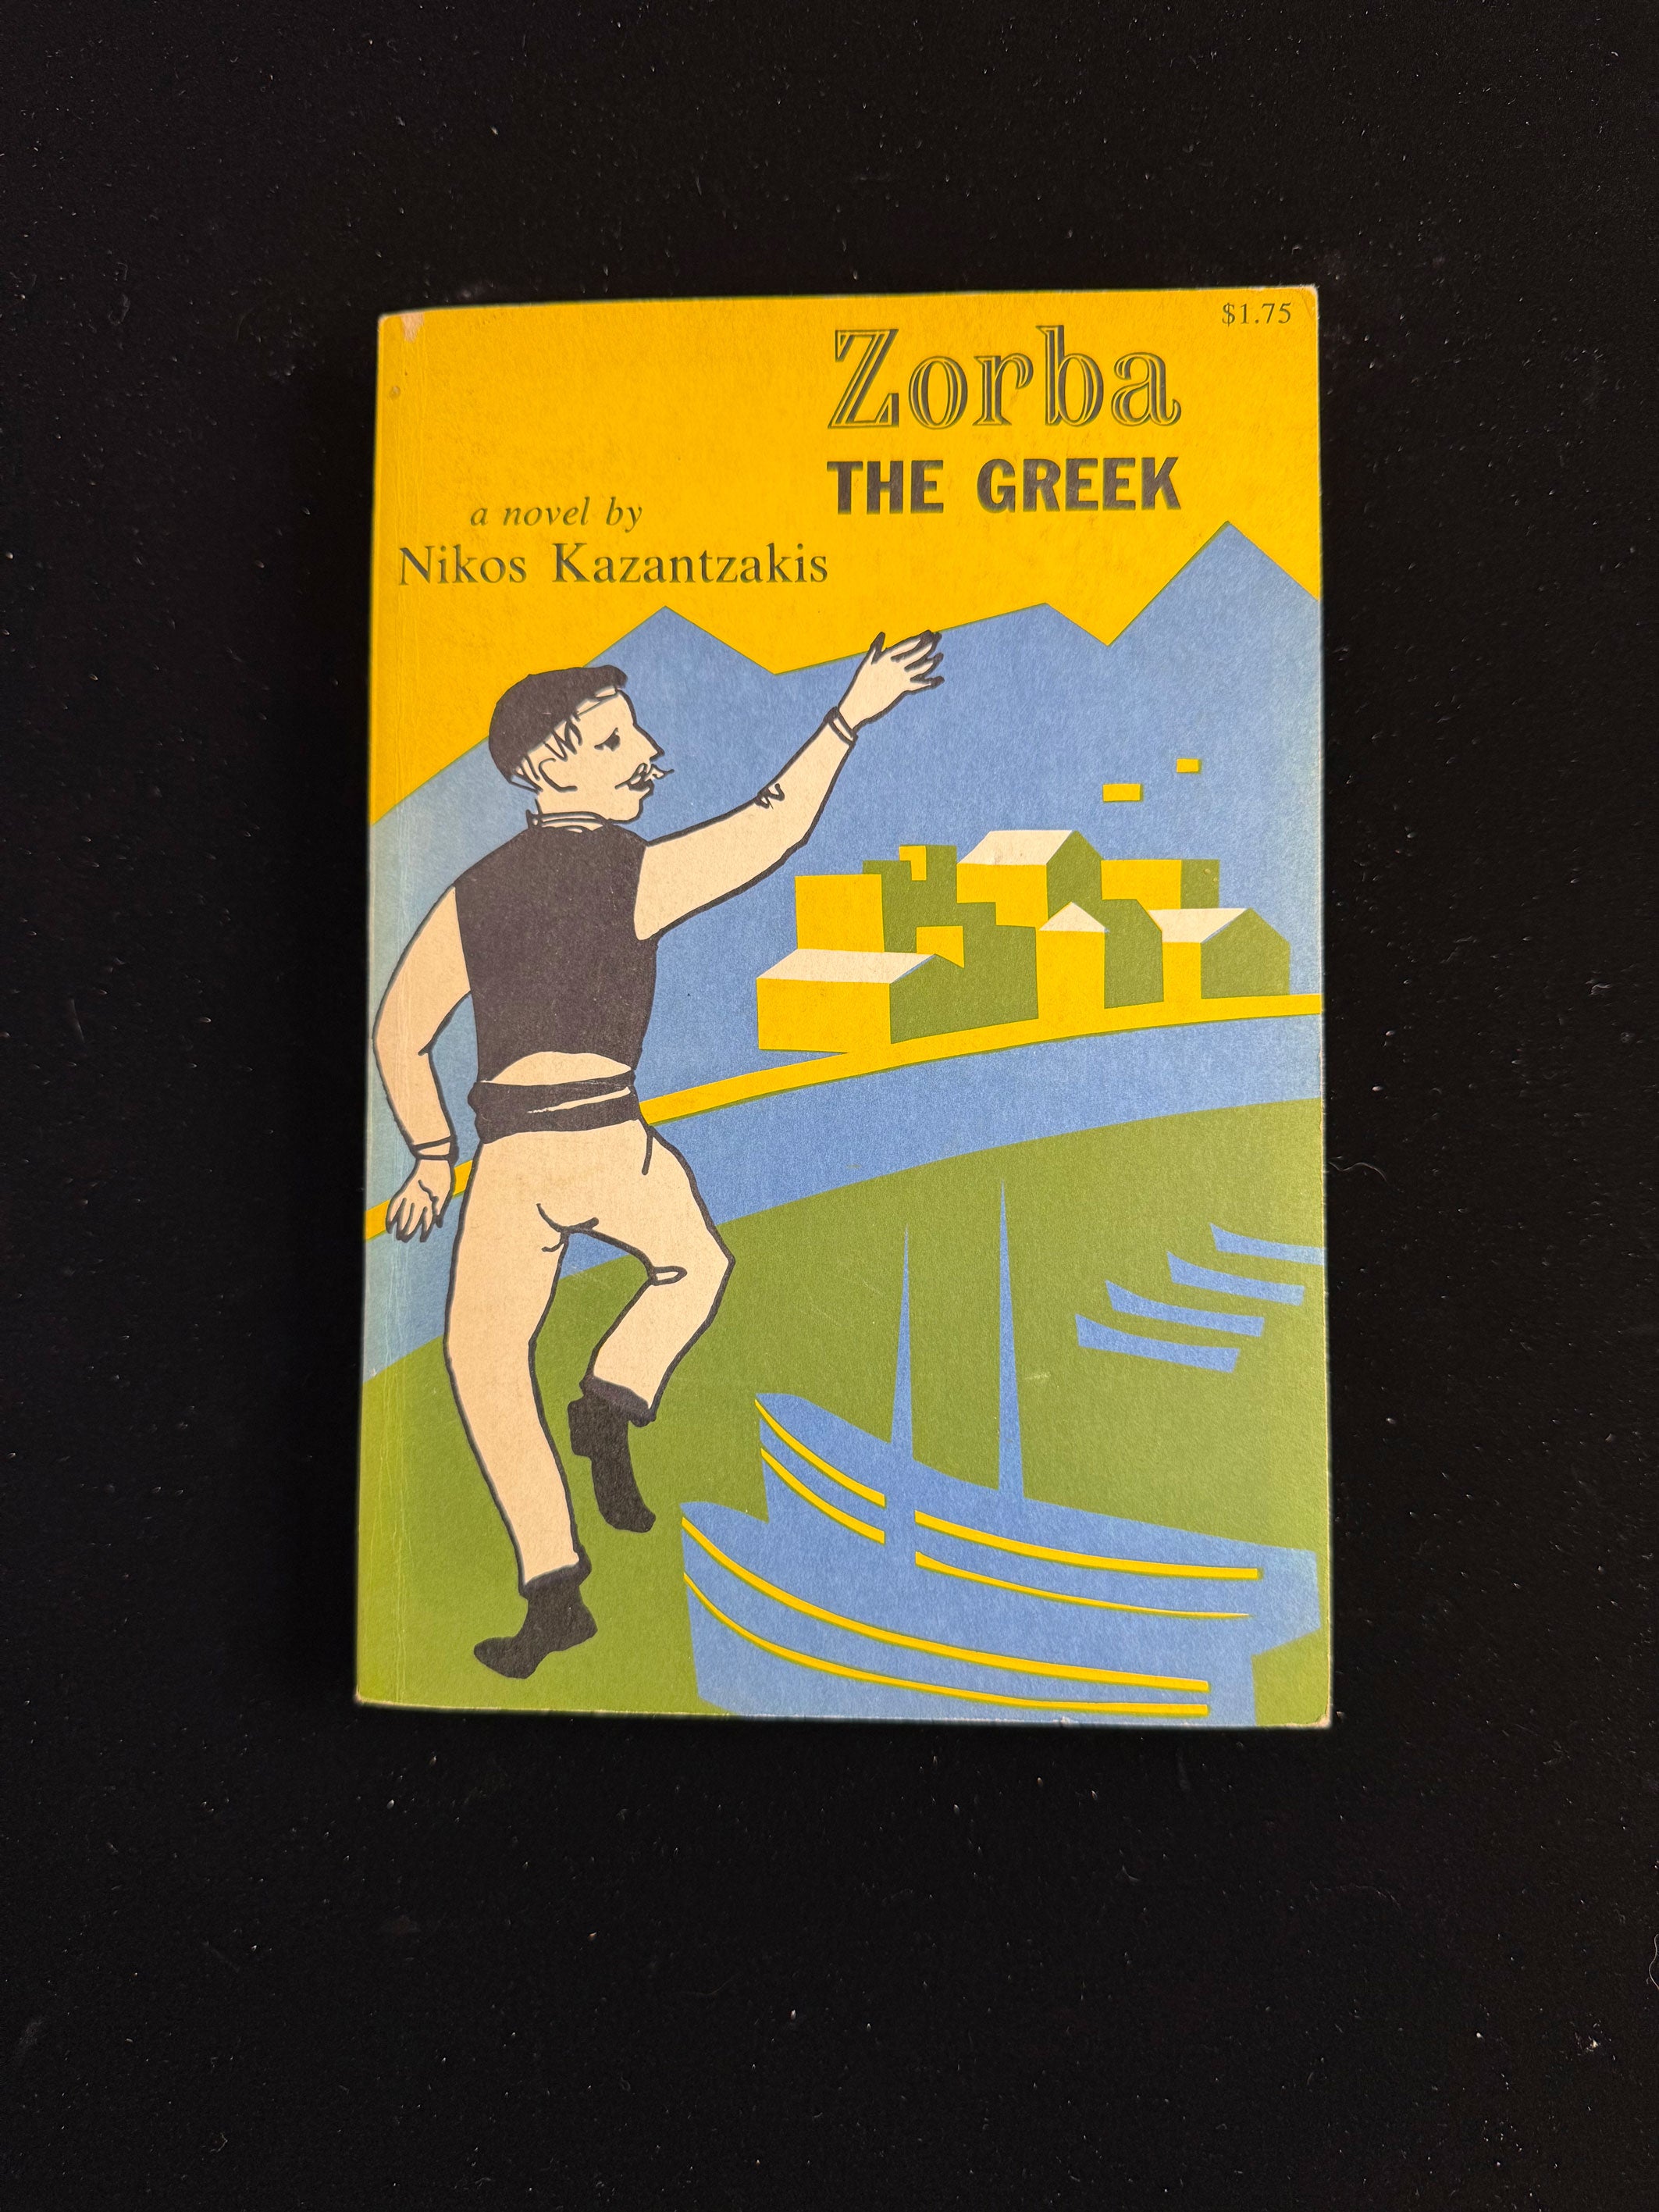 $1.75
Zorba
THE GREEK
a novel by
Nikos Kazantzakis